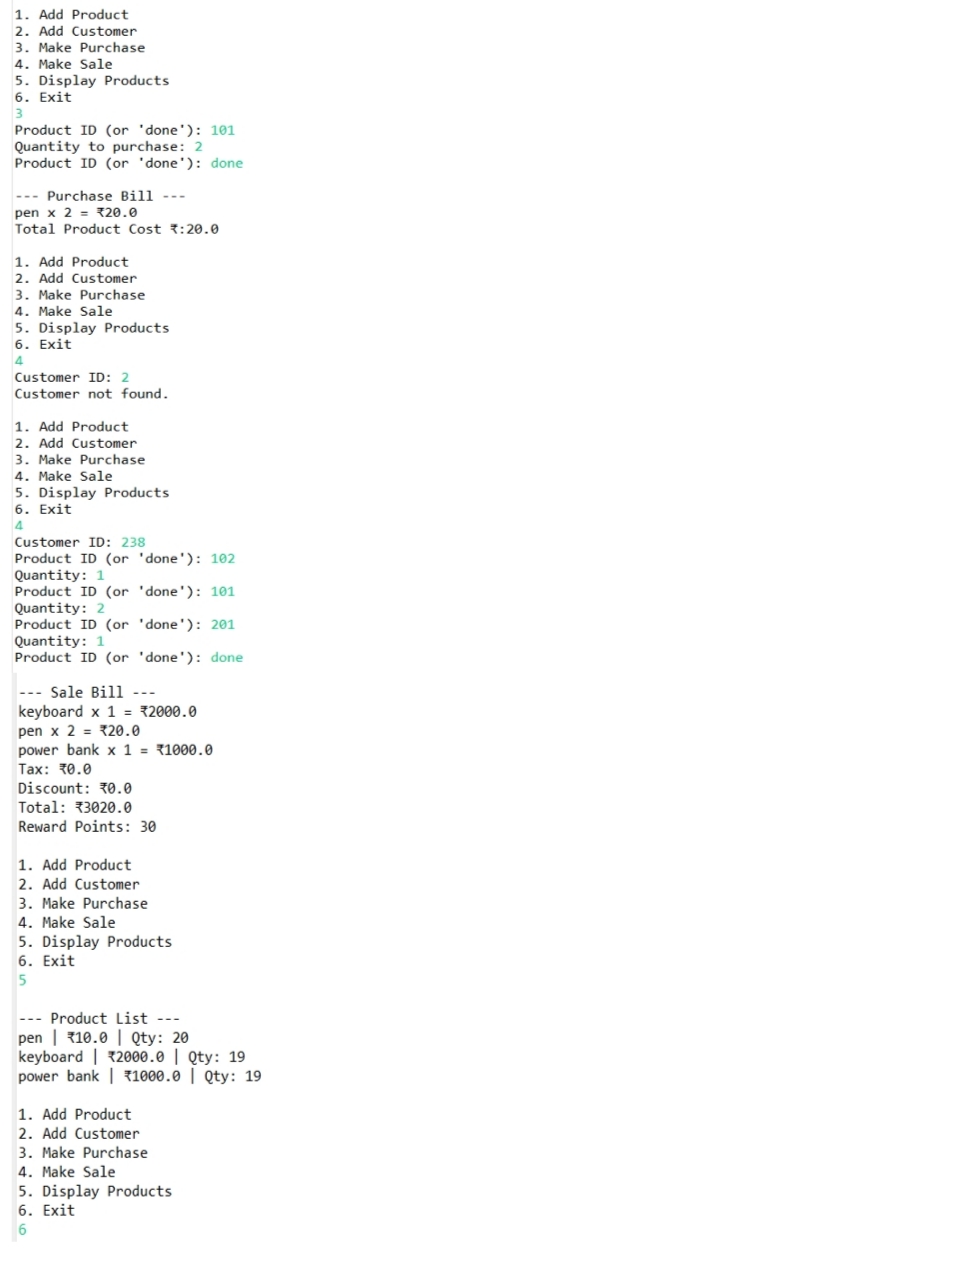 1. Add Product
2. Add Customer
3. Make Purchase
4. Make Sale
5. Display Products
6. Exit
3
Product ID (or 'done'): 101
Quantity to purchase: 2
Product ID (or 'done'): done
--- Purchase Bill ---
pen x 2 = ₹20.0
Total Product Cost ₹:20.0
1. Add Product
2. Add Customer
3. Make Purchase
4. Make Sale
5. Display Products
6. Exit
4
Customer ID: 2
Customer not found.
1. Add Product
2. Add Customer
3. Make Purchase
4. Make Sale
5. Display Products
6. Exit
4
Customer ID: 238
Product ID (or 'done'): 102
Quantity: 1
Product ID (or 'done'): 101
Quantity: 2
Product ID (or 'done'): 201
Quantity: 1
Product ID (or 'done'): done
--- Sale Bill ---
keyboard x 1 = ₹2000.0
pen x 2 = ₹20.0
power bank x 1 = ₹1000.0
Tax: ₹0.0
Discount: ₹0.0
Total: ₹3020.0
Reward Points: 30
1. Add Product
2. Add Customer
3. Make Purchase
4. Make Sale
5. Display Products
6. Exit
5
--- Product List ---
pen | ₹10.0 | Qty: 20
keyboard | ₹2000.0 | Qty: 19
power bank | ₹1000.0 | Qty: 19
1. Add Product
2. Add Customer
3. Make Purchase
4. Make Sale
5. Display Products
6. Exit
6